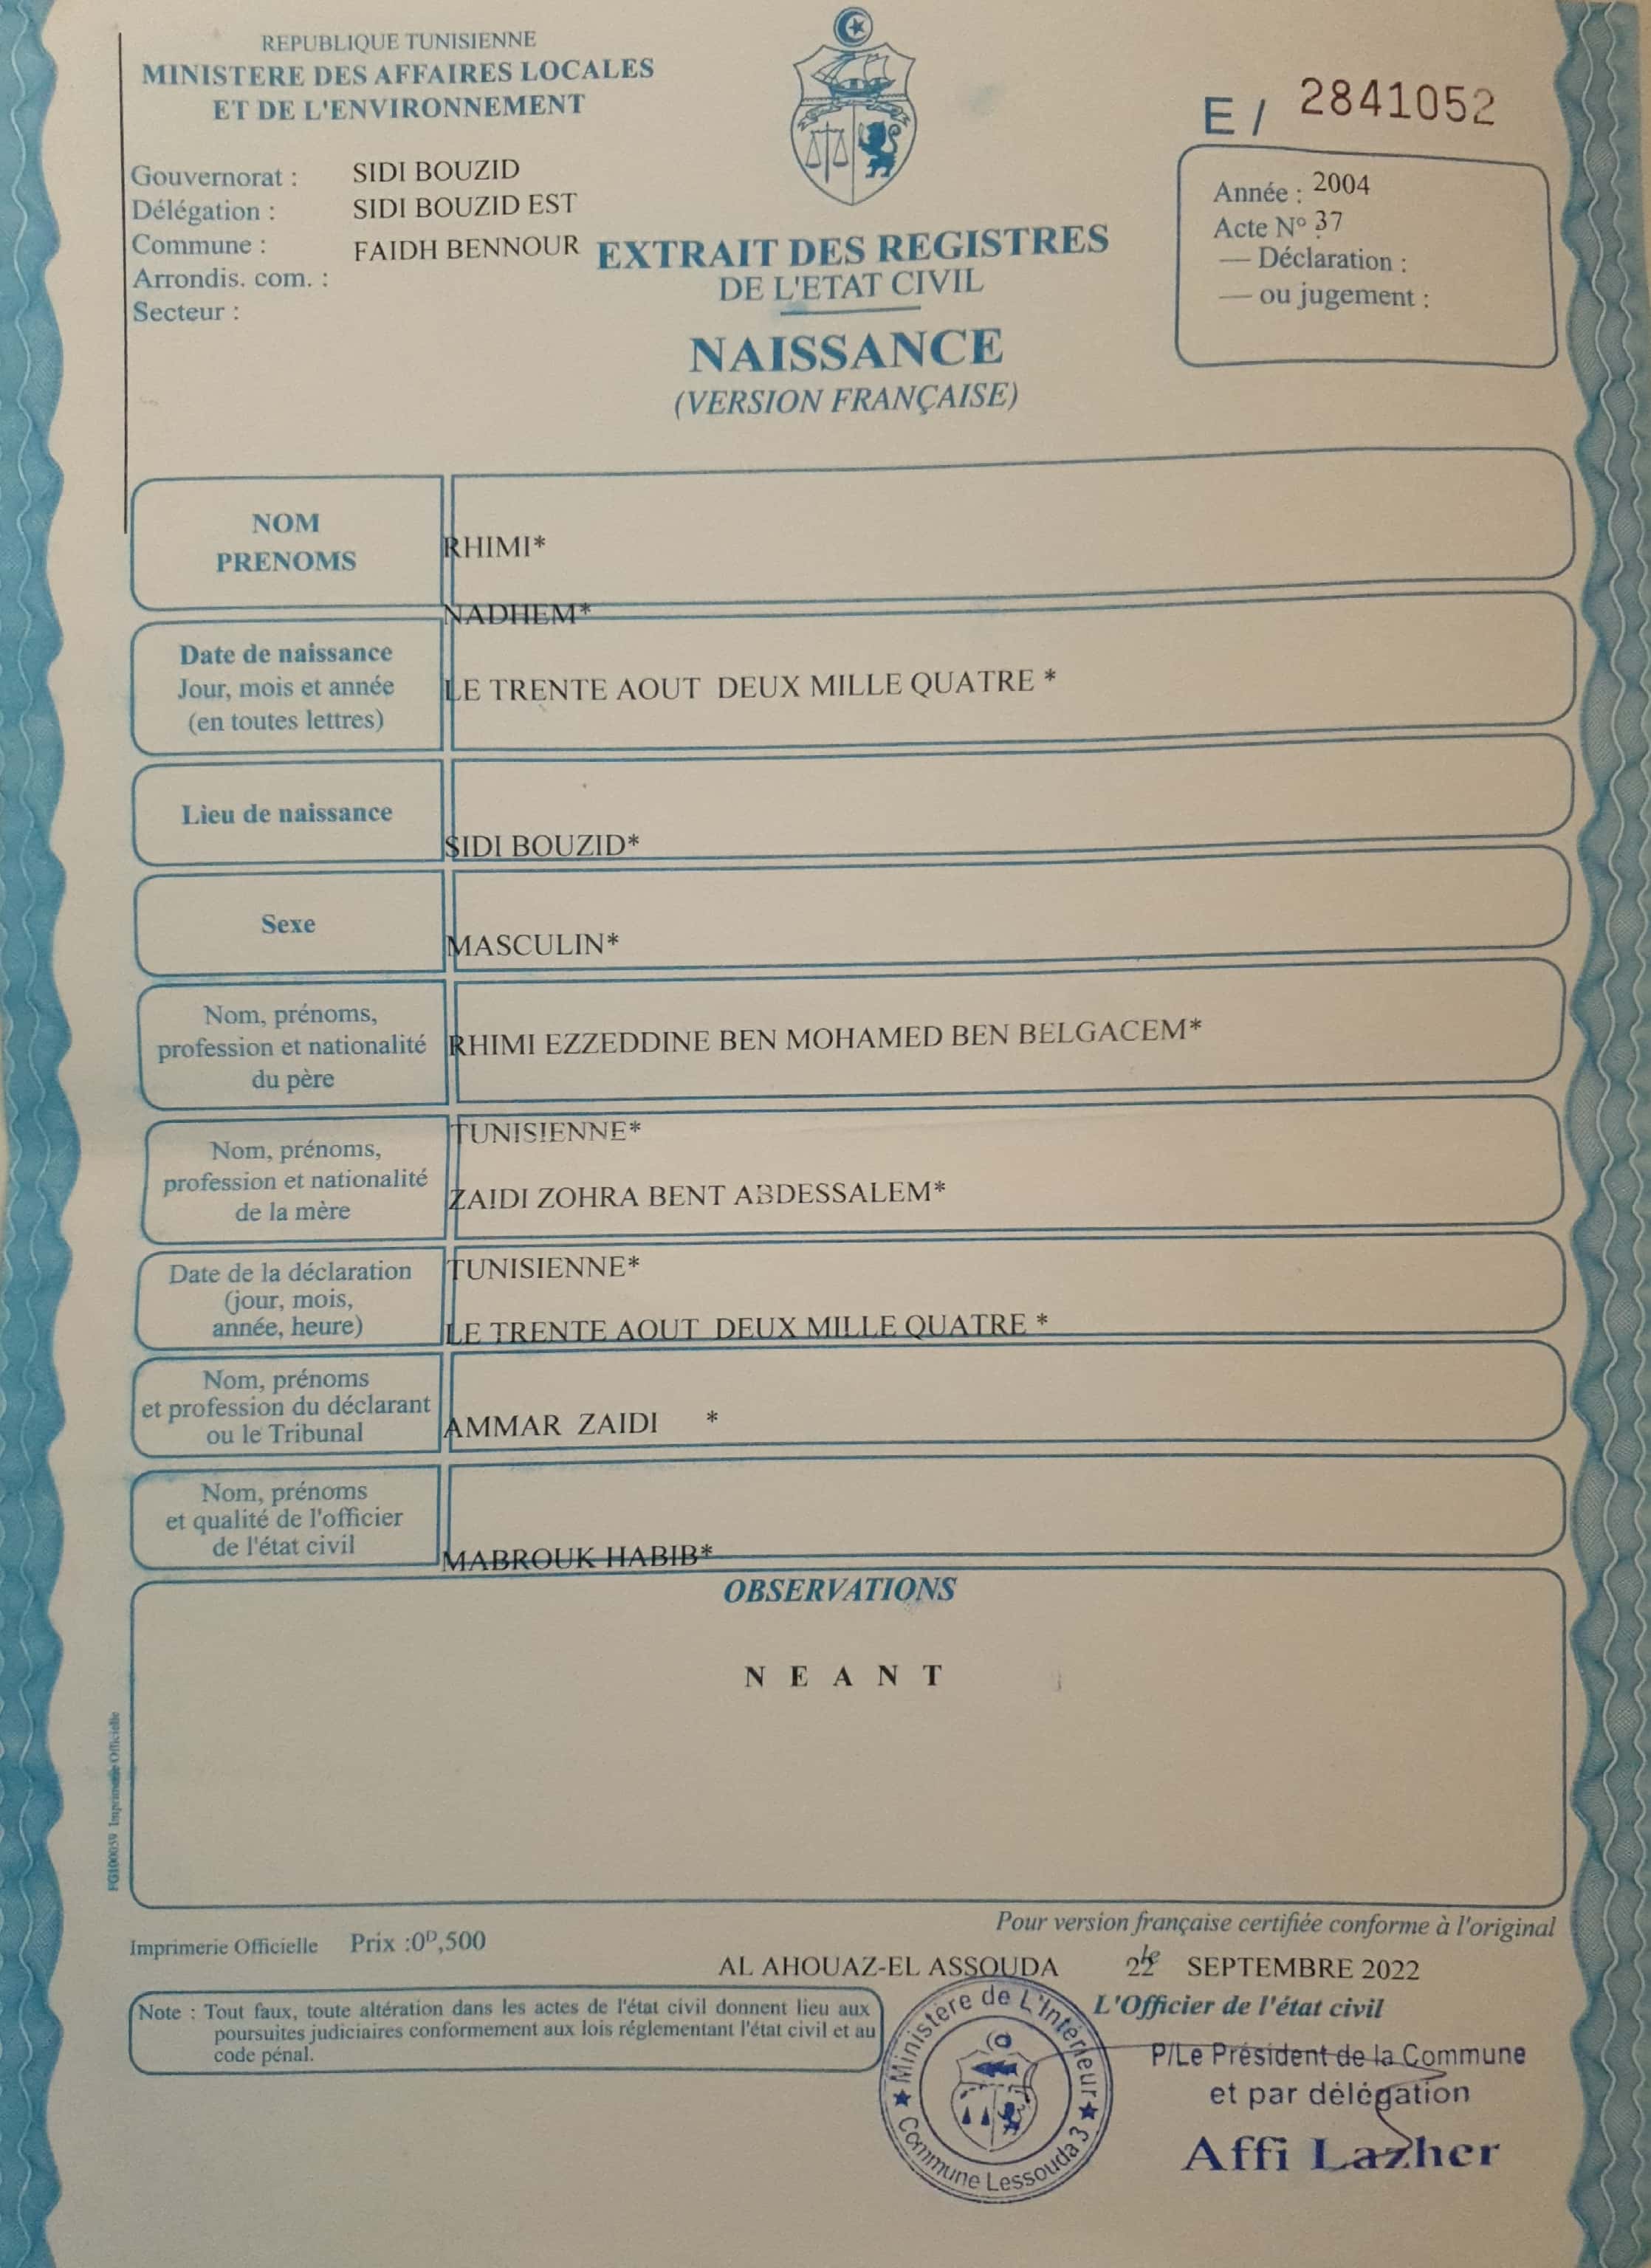 REPUBLIQUE TUNISIENNE
MINISTERE DES AFFAIRES LOCALES
ET DE L'ENVIRONNEMENT
Gouvernorat : SIDI BOUZID
Délégation : SIDI BOUZID EST
Commune : FAIDH BENNOUR
Arrondis. com. :
Secteur :
EXTRAIT DES REGISTRES
DE L'ETAT CIVIL
NAISSANCE
(VERSION FRANÇAISE)
E / 2841052
Année : 2004
Acte N° 37
— Déclaration :
— ou jugement :
NOM
PRENOMS
RHIMI*
NADHEM*
Date de naissance
Jour, mois et année
(en toutes lettres)
LE TRENTE AOUT DEUX MILLE QUATRE *
Lieu de naissance
SIDI BOUZID*
Sexe
MASCULIN*
Nom, prénoms,
profession et nationalité
du père
RHIMI EZZEDDINE BEN MOHAMED BEN BELGACEM*
TUNISIENNE*
Nom, prénoms,
profession et nationalité
de la mère
ZAIDI ZOHRA BENT ABDESSALEM*
TUNISIENNE*
Date de la déclaration
(jour, mois,
année, heure)
LE TRENTE AOUT DEUX MILLE QUATRE *
Nom, prénoms
et profession du déclarant
ou le Tribunal
AMMAR ZAIDI *
Nom, prénoms
et qualité de l'officier
de l'état civil
MABROUK HABIB*
OBSERVATIONS
N E A N T
FG100059 Imprimerie Officielle
Imprimerie Officielle Prix :0ᴰ,500
Pour version française certifiée conforme à l'original
AL AHOUAZ-EL ASSOUDA le 22 SEPTEMBRE 2022
Note : Tout faux, toute altération dans les actes de l'état civil donnent lieu aux
poursuites judiciaires conformement aux lois réglementant l'état civil et au
code pénal.
L'Officier de l'état civil
P/Le Président de la Commune
et par délégation
Affi Lazher
Ministère de L'Intérieur
Commune Lessouda 3